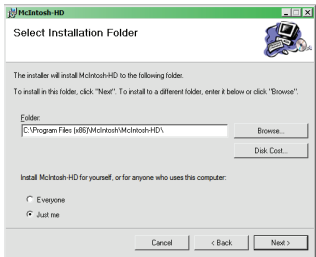 McIntosh-HD
Select Installation Folder
The installer will install McIntosh-HD to the following folder.
To install in this folder, click "Next". To install to a different folder, enter it below or click "Browse".
Folder:
C:\Program Files (x86)\McIntosh\McIntosh-HD\
Browse...
Disk Cost...
Install McIntosh-HD for yourself, or for anyone who uses this computer:
Everyone
Just me
Cancel
< Back
Next >